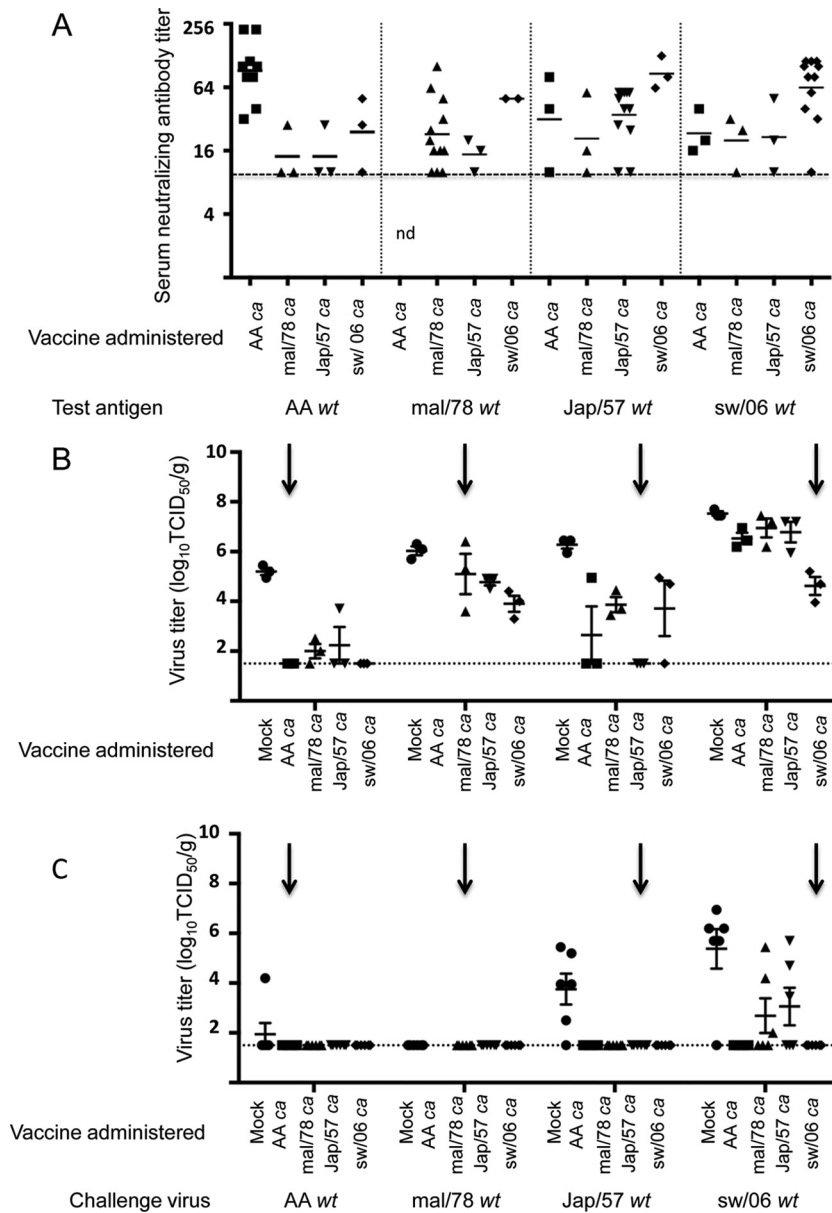 A
Serum neutralizing antibody titer
256
64
16
4
nd
AA ca
mal/78 ca
Jap/57 ca
sw/ 06 ca
AA ca
mal/78 ca
Jap/57 ca
sw/06 ca
AA ca
mal/78 ca
Jap/57 ca
sw/06 ca
AA ca
mal/78 ca
Jap/57 ca
sw/06 ca
Vaccine administered
Test antigen
AA wt
mal/78 wt
Jap/57 wt
sw/06 wt
B
Virus titer (log10TCID50/g)
10
8
6
4
2
Mock
AA ca
mal/78 ca
Jap/57 ca
sw/06 ca
Mock
AA ca
mal/78 ca
Jap/57 ca
sw/06 ca
Mock
AA ca
mal/78 ca
Jap/57 ca
sw/06 ca
Mock
AA ca
mal/78 ca
Jap/57 ca
sw/06 ca
Vaccine administered
C
Virus titer (log10TCID50/g)
10
8
6
4
2
Mock
AA ca
mal/78 ca
Jap/57 ca
sw/06 ca
Mock
AA ca
mal/78 ca
Jap/57 ca
sw/06 ca
Mock
AA ca
mal/78 ca
Jap/57 ca
sw/06 ca
Mock
AA ca
mal/78 ca
Jap/57 ca
sw/06 ca
Vaccine administered
Challenge virus
AA wt
mal/78 wt
Jap/57 wt
sw/06 wt